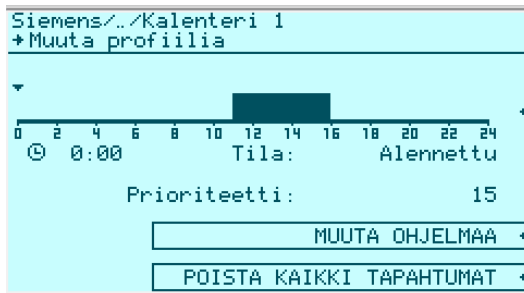 Siemens/../Kalenteri 1
→Muuta profiilia
0 2 4 6 8 10 12 14 16 18 20 22 24
0:00 Tila: Alennettu
Prioriteetti: 15
MUUTA OHJELMAA
POISTA KAIKKI TAPAHTUMAT